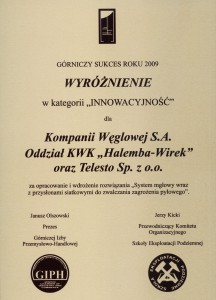 GÓRNICZY SUKCES ROKU 2009
WYRÓŻNIENIE
w kategorii „INNOWACYJNOŚĆ”
dla
Kompanii Węglowej S.A.
Oddział KWK „Halemba-Wirek”
oraz Telesto Sp. z o.o.
za opracowanie i wdrożenie rozwiązania „System mgłowy wraz
z przysłonami siatkowymi do zwalczania zagrożenia pyłowego”.
Janusz Olszowski
Prezes
Górniczej Izby
Przemysłowo-Handlowej
Jerzy Kicki
Przewodniczący Komitetu
Organizacyjnego
Szkoły Eksploatacji Podziemnej
GIPH